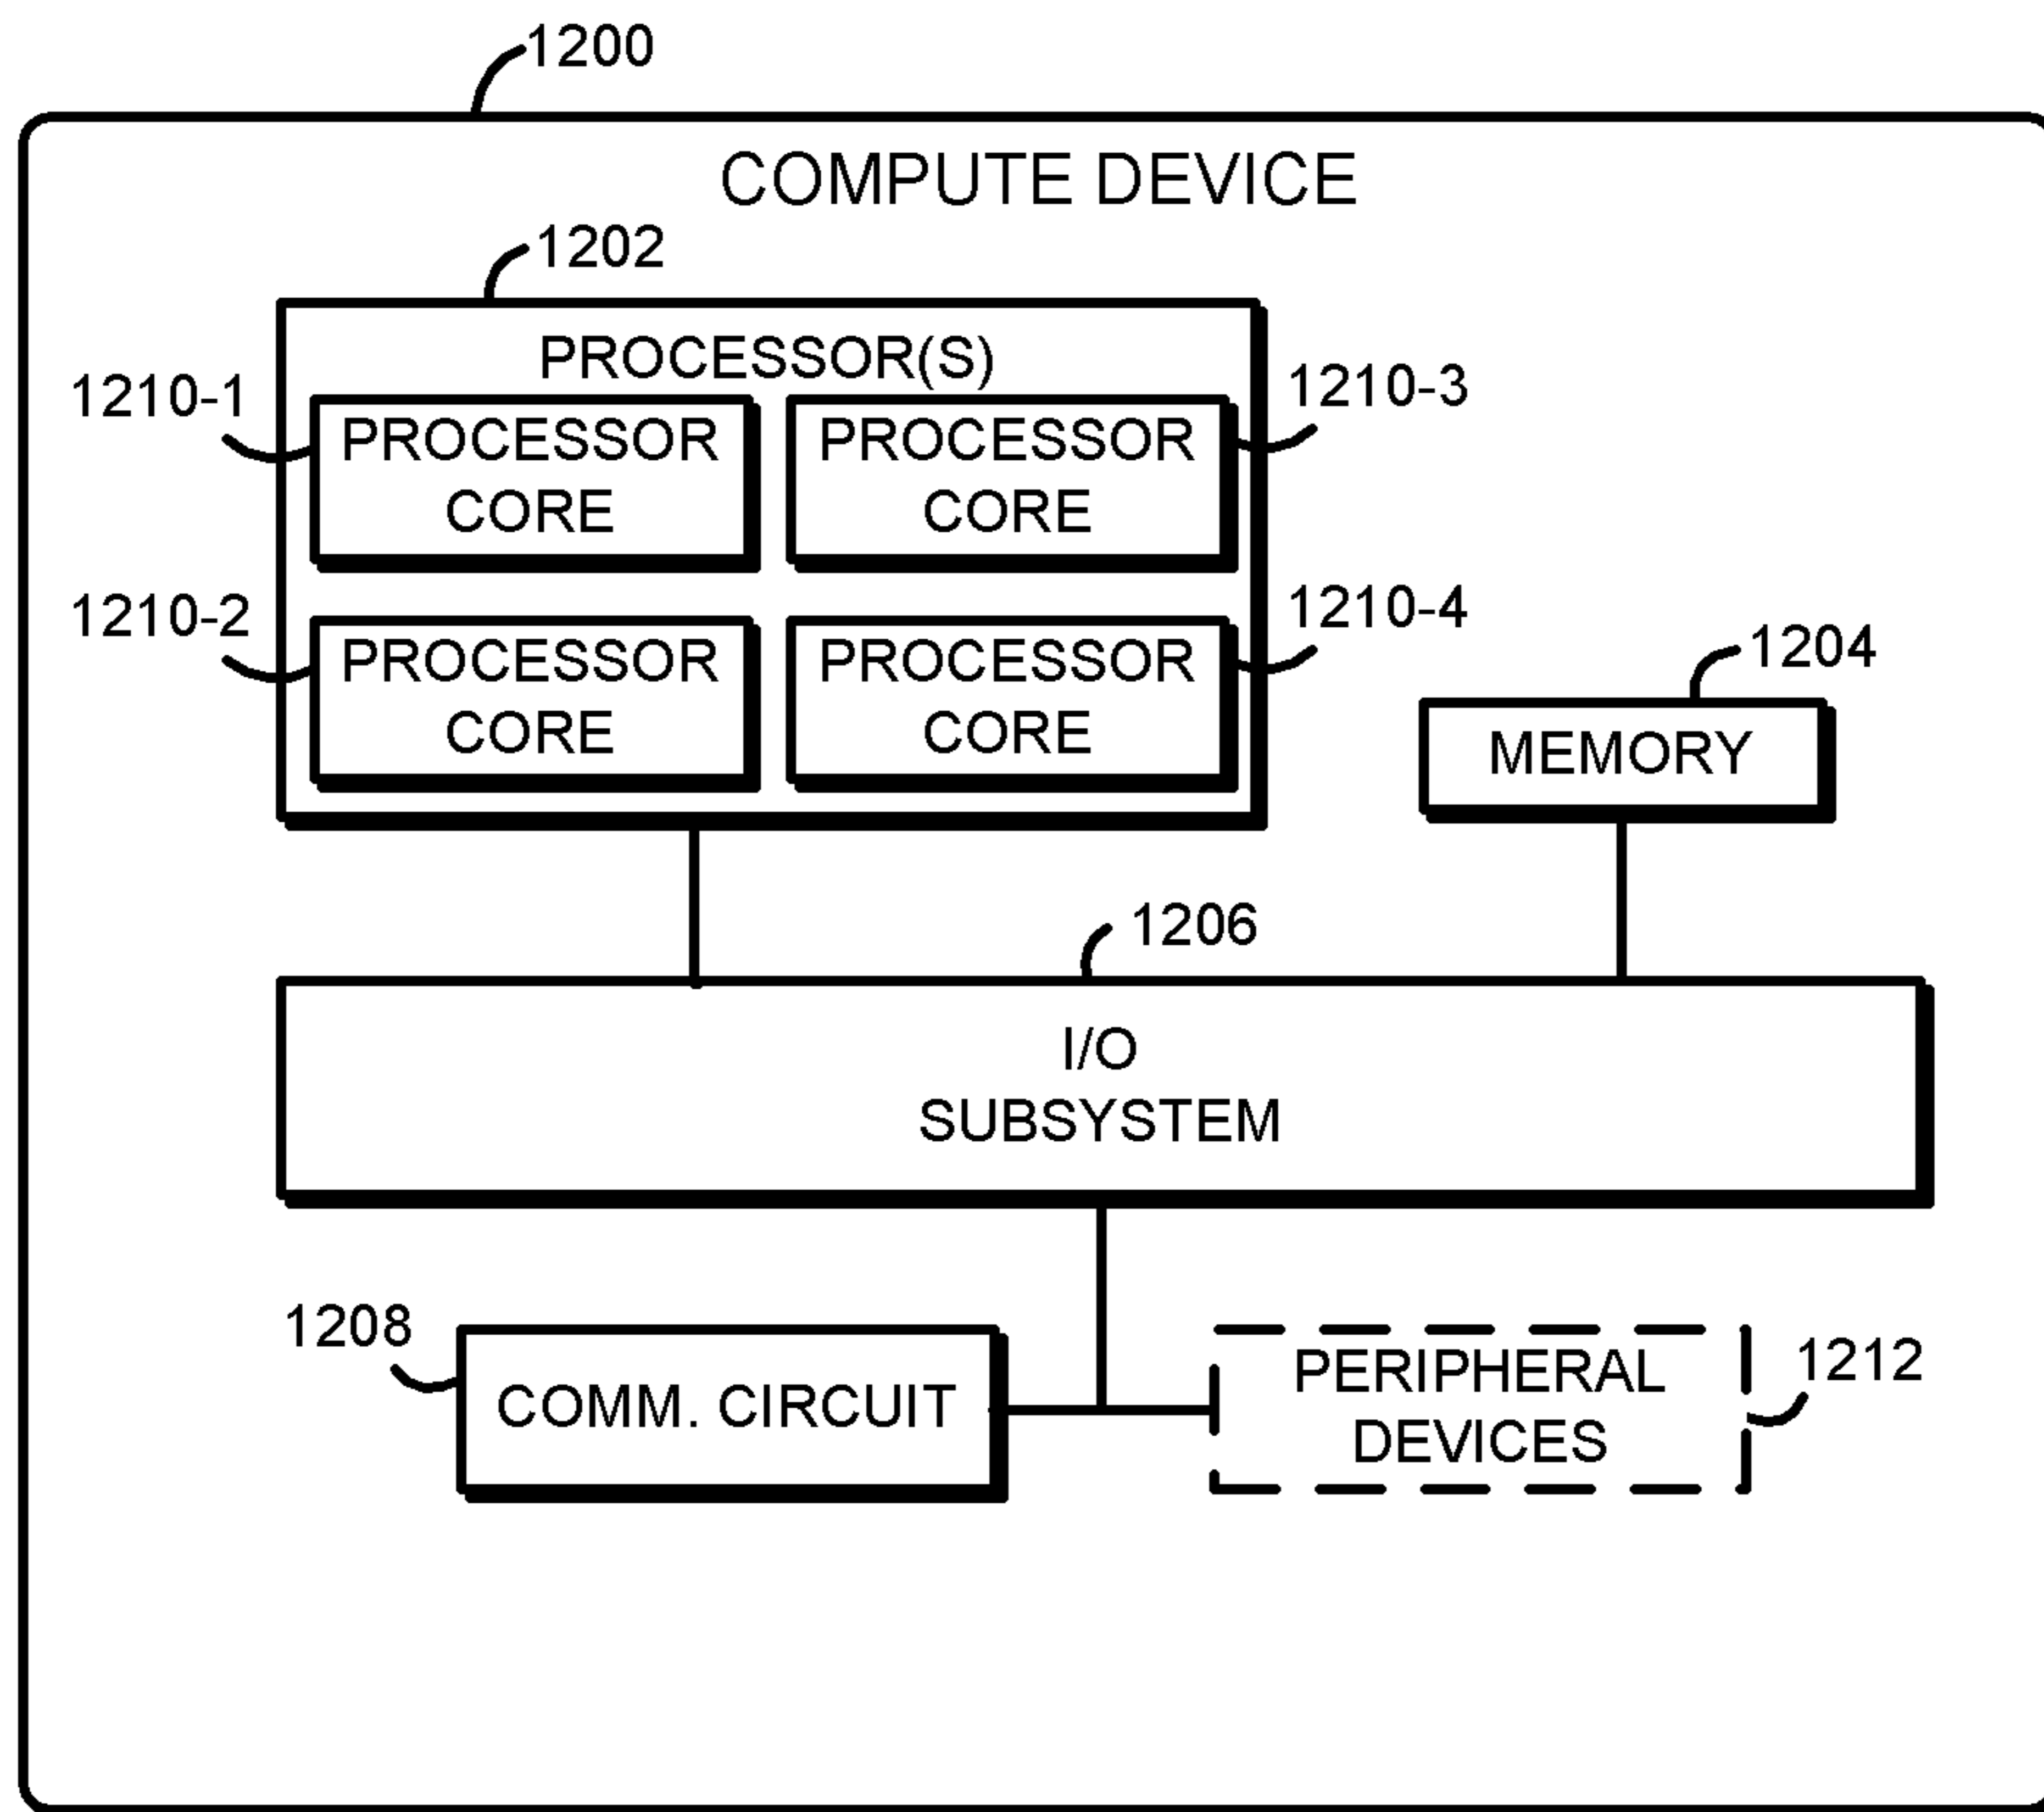 1200
COMPUTE DEVICE
1202
PROCESSOR(S)
1210-1
PROCESSOR
CORE
PROCESSOR
CORE
1210-3
1210-2
PROCESSOR
CORE
PROCESSOR
CORE
1210-4
1204
MEMORY
1206
I/O
SUBSYSTEM
1208
COMM. CIRCUIT
PERIPHERAL
DEVICES
1212